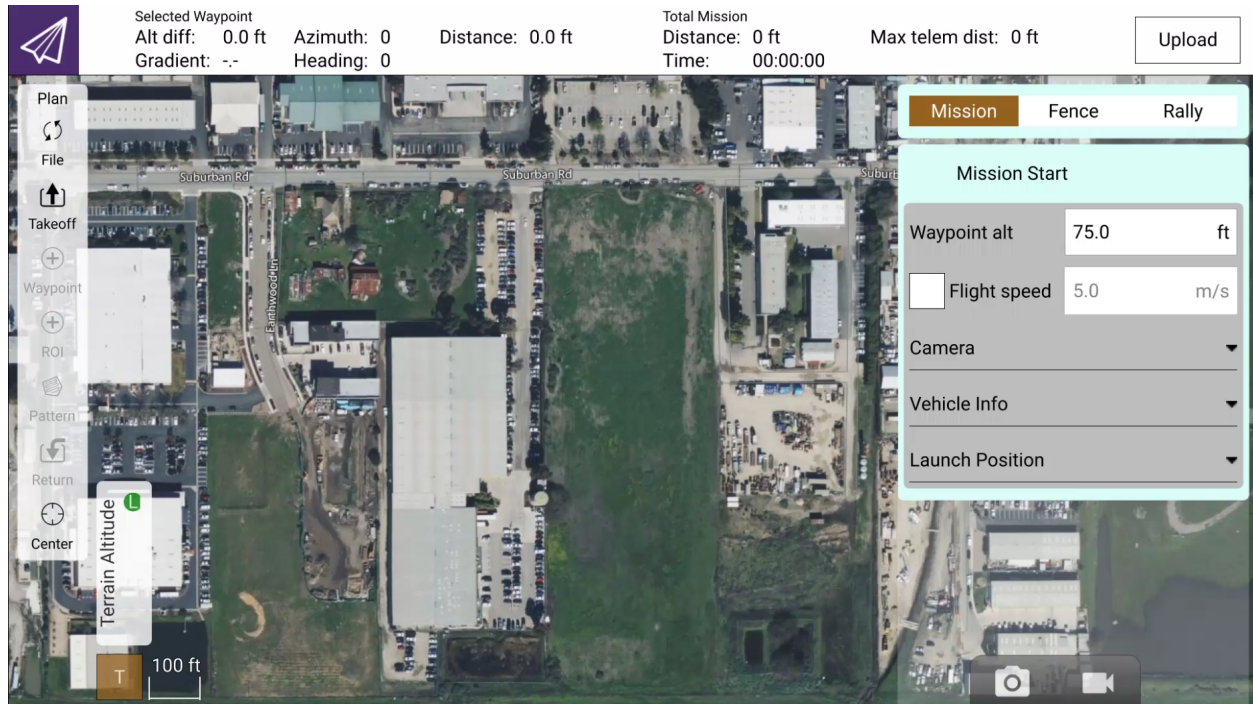 Selected Waypoint
Alt diff: 0.0 ft Azimuth: 0 Distance: 0.0 ft
Gradient: -.- Heading: 0
Total Mission
Distance: 0 ft Max telem dist: 0 ft
Time: 00:00:00
Upload
Plan
File
Takeoff
Waypoint
ROI
Pattern
Return
Center
Mission Fence Rally
Mission Start
Waypoint alt 75.0 ft
Flight speed 5.0 m/s
Camera
Vehicle Info
Launch Position
Suburban Rd
Suburban Rd
Suburb
Earthwood Ln
L
Terrain Altitude
T
100 ft